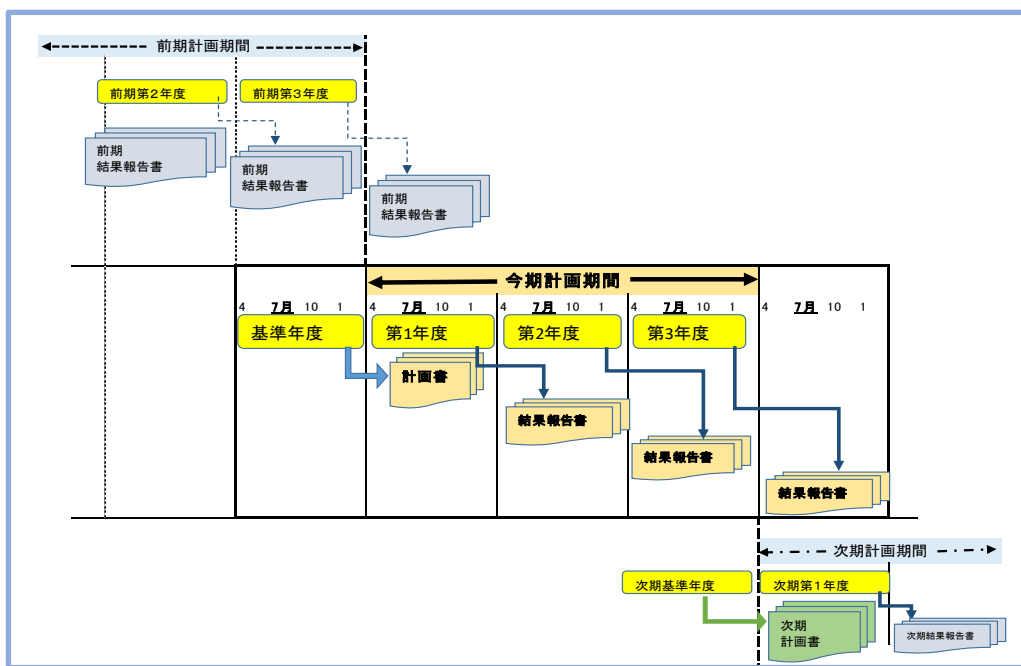 前期計画期間
前期第2年度
前期第3年度
前期
結果報告書
前期
結果報告書
前期
結果報告書
今期計画期間
4 7月 10 1 4 7月 10 1 4 7月 10 1 4 7月 10 1 4 7月 10 1
基準年度
第1年度
第2年度
第3年度
計画書
結果報告書
結果報告書
結果報告書
次期計画期間
次期基準年度
次期第1年度
次期
計画書
次期結果報告書